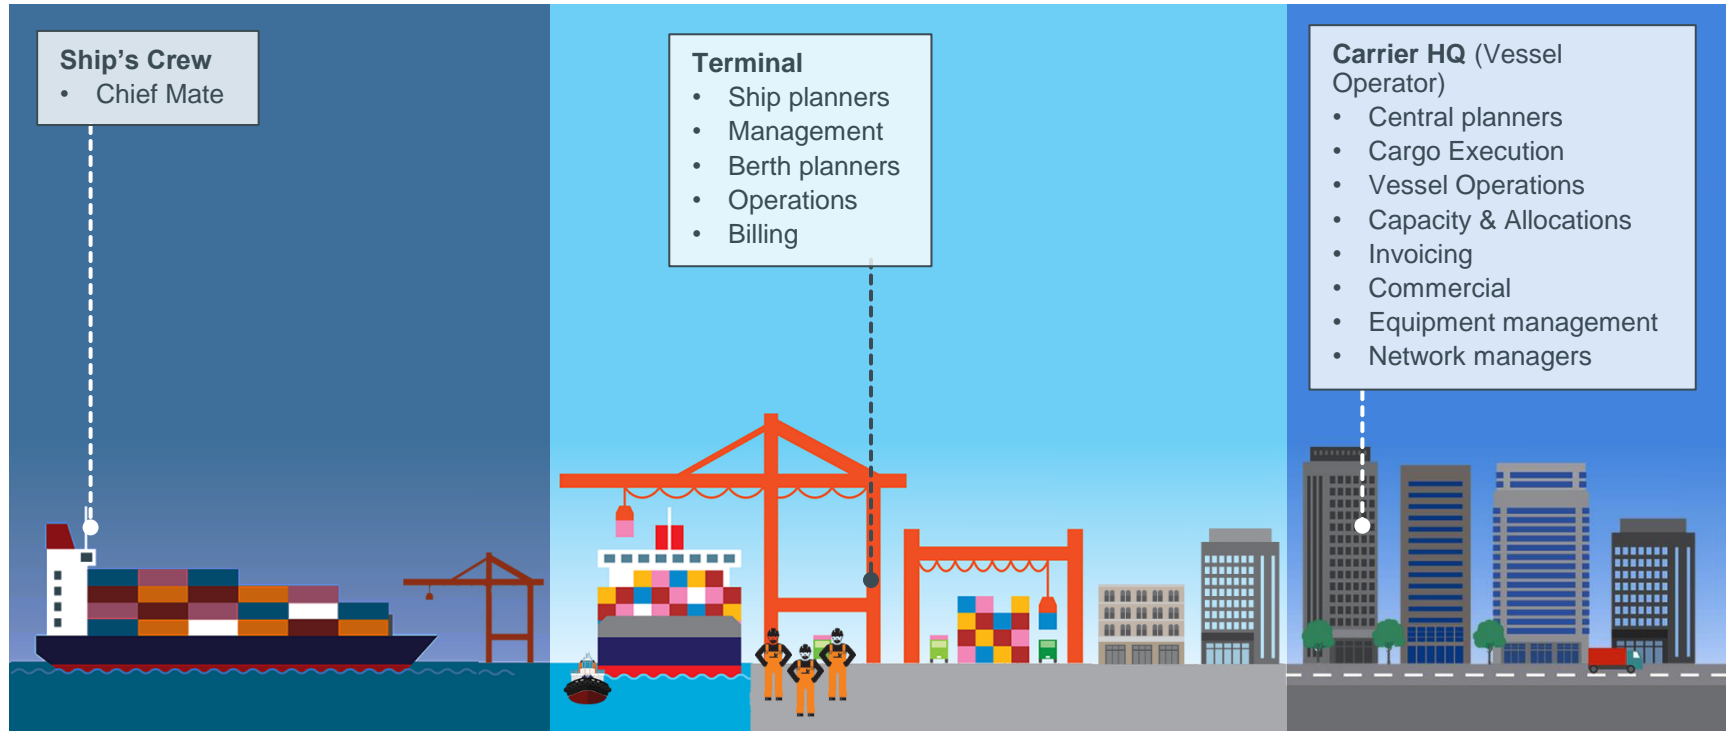 Ship’s Crew
• Chief Mate
Terminal
• Ship planners
• Management
• Berth planners
• Operations
• Billing
Carrier HQ (Vessel
Operator)
• Central planners
• Cargo Execution
• Vessel Operations
• Capacity & Allocations
• Invoicing
• Commercial
• Equipment management
• Network managers